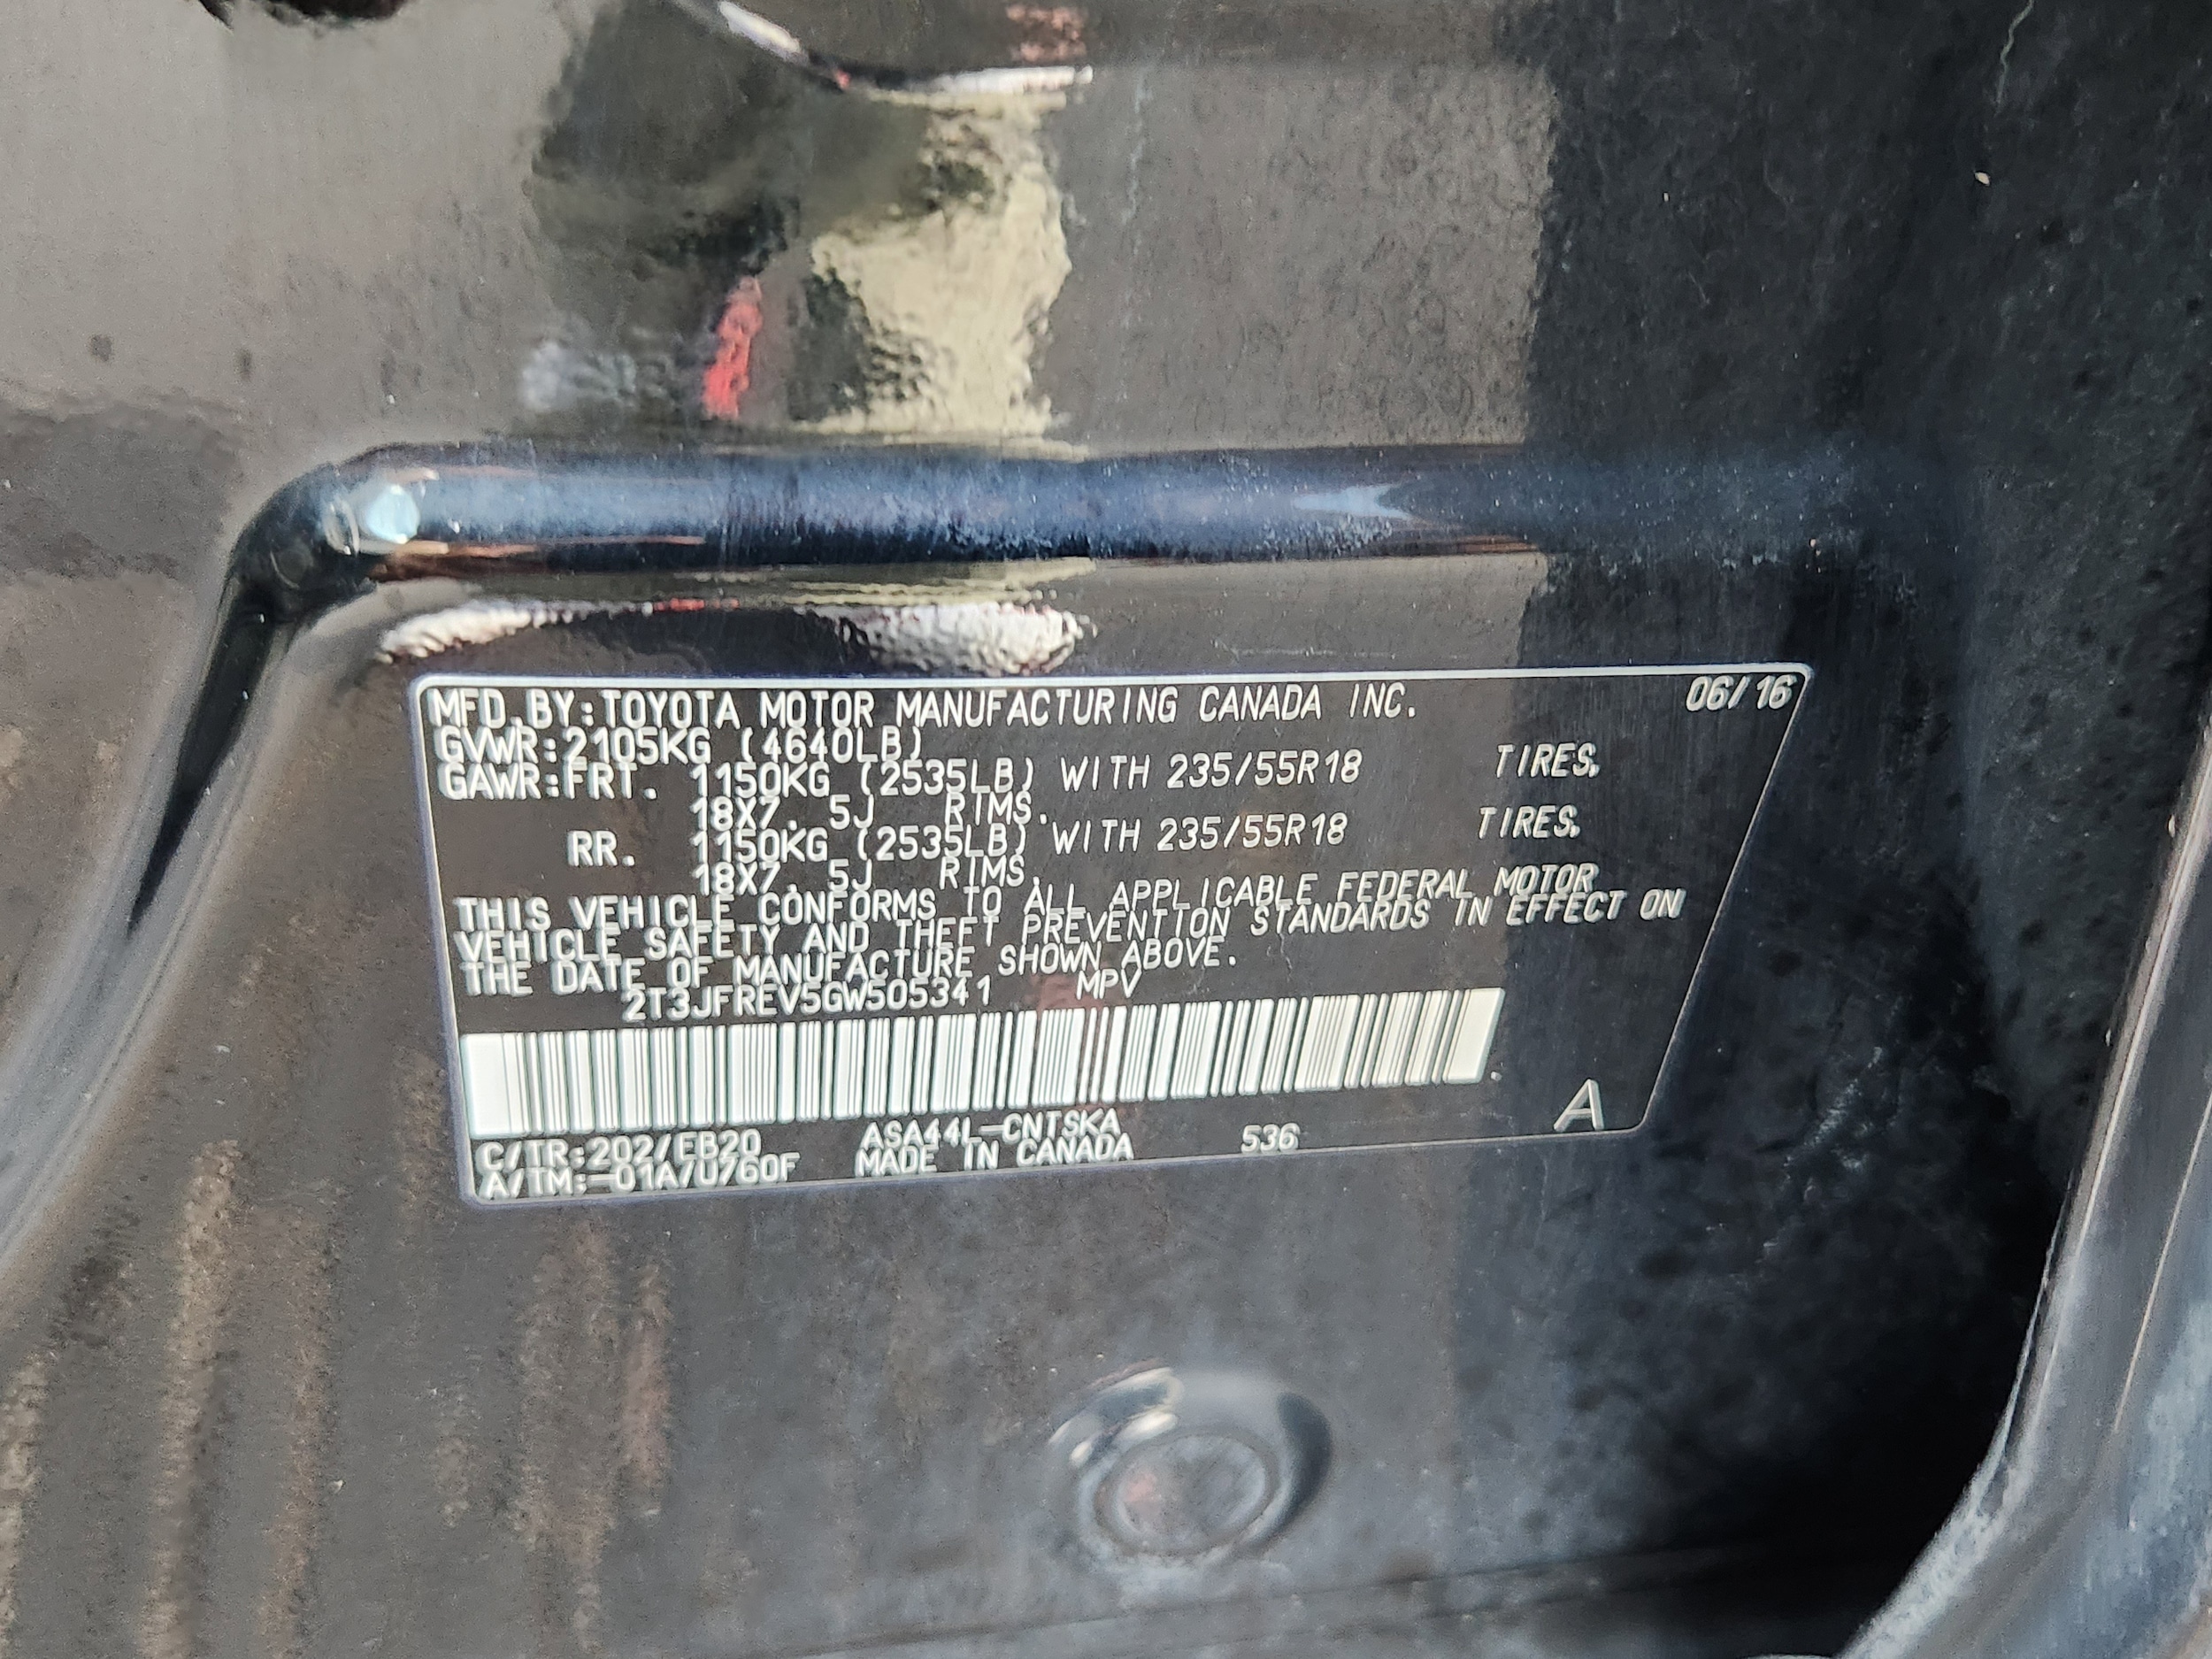 MFD.BY:TOYOTA MOTOR MANUFACTURING CANADA INC. 06/16
GVWR:2105KG (4640LB)
GAWR:FRT. 1150KG (2535LB) WITH 235/55R18 TIRES.
18X7.5J RIMS.
RR. 1150KG (2535LB) WITH 235/55R18 TIRES.
18X7.5J RIMS.
THIS VEHICLE CONFORMS TO ALL APPLICABLE FEDERAL MOTOR
VEHICLE SAFETY AND THEFT PREVENTION STANDARDS IN EFFECT ON
THE DATE OF MANUFACTURE SHOWN ABOVE.
2T3JFREV5GW505341 MPV
A
C/TR:202/EB20 ASA44L-CNTSKA 536
A/TM:-01A/U760F MADE IN CANADA